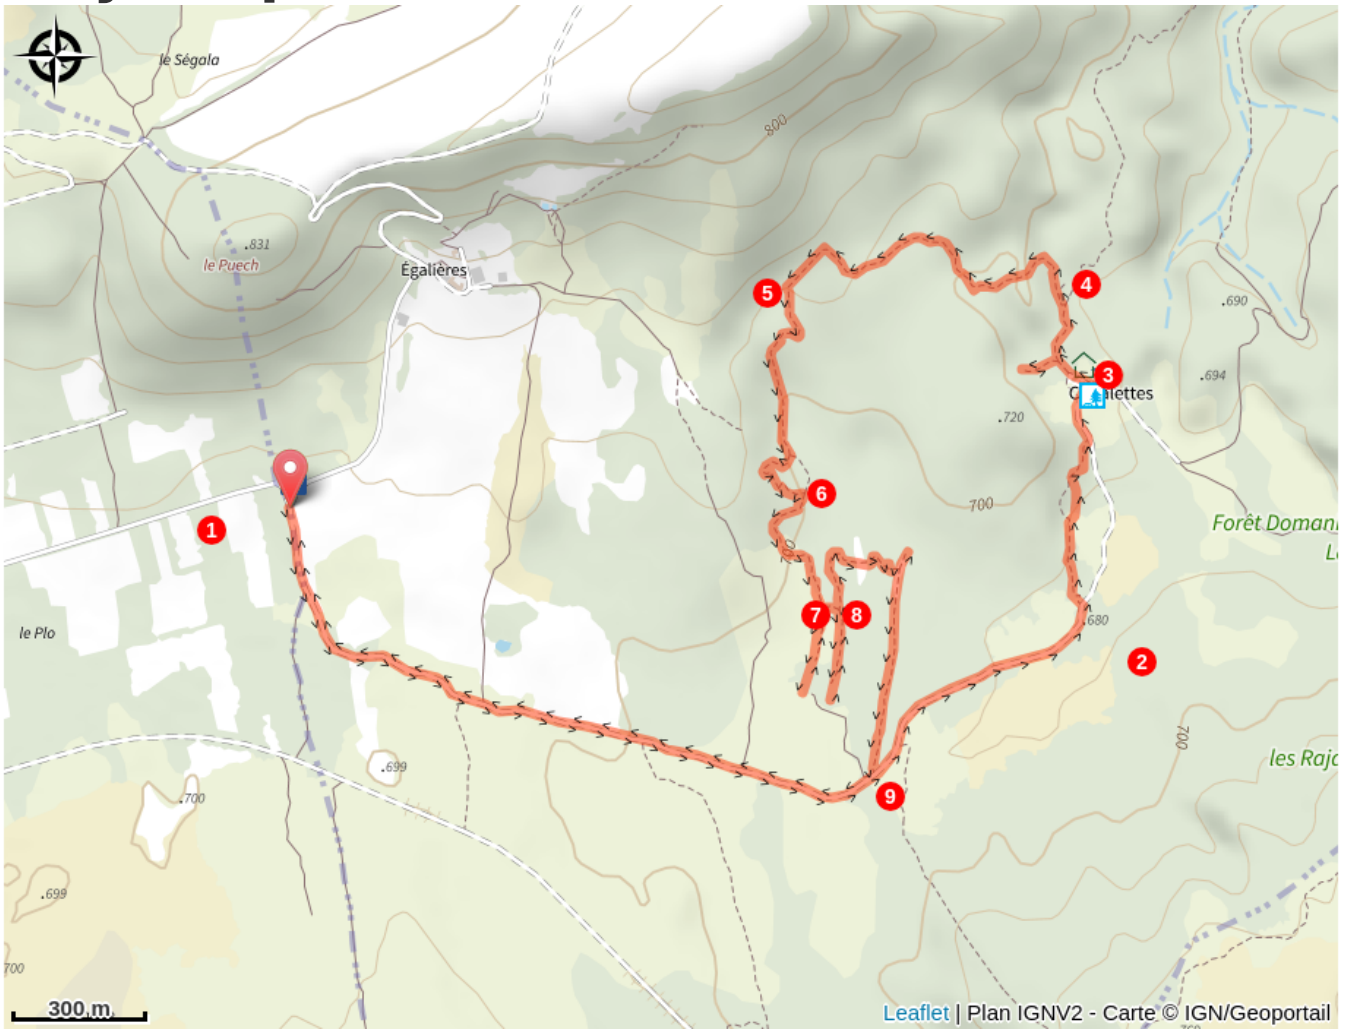 le Ségala
800
.831
le Puech
Égalières
5
4
.690
3
.694
.720
6
700
1
Forêt Domani
7
8
.680
le Plo
2
700
les Raja
.699
.700
9
.699
700
300 m
Leaflet | Plan IGNV2 - Carte © IGN/Geoportail